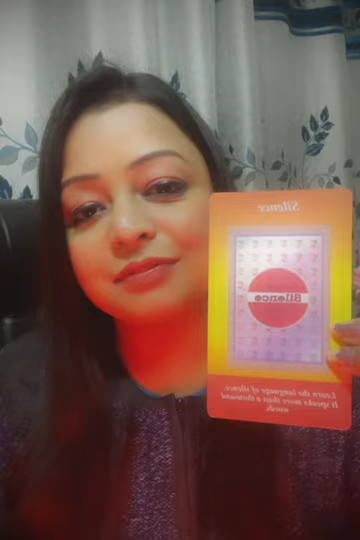 Silence
Silence
Learn the language of silence.
It speaks more than a thousand
words.